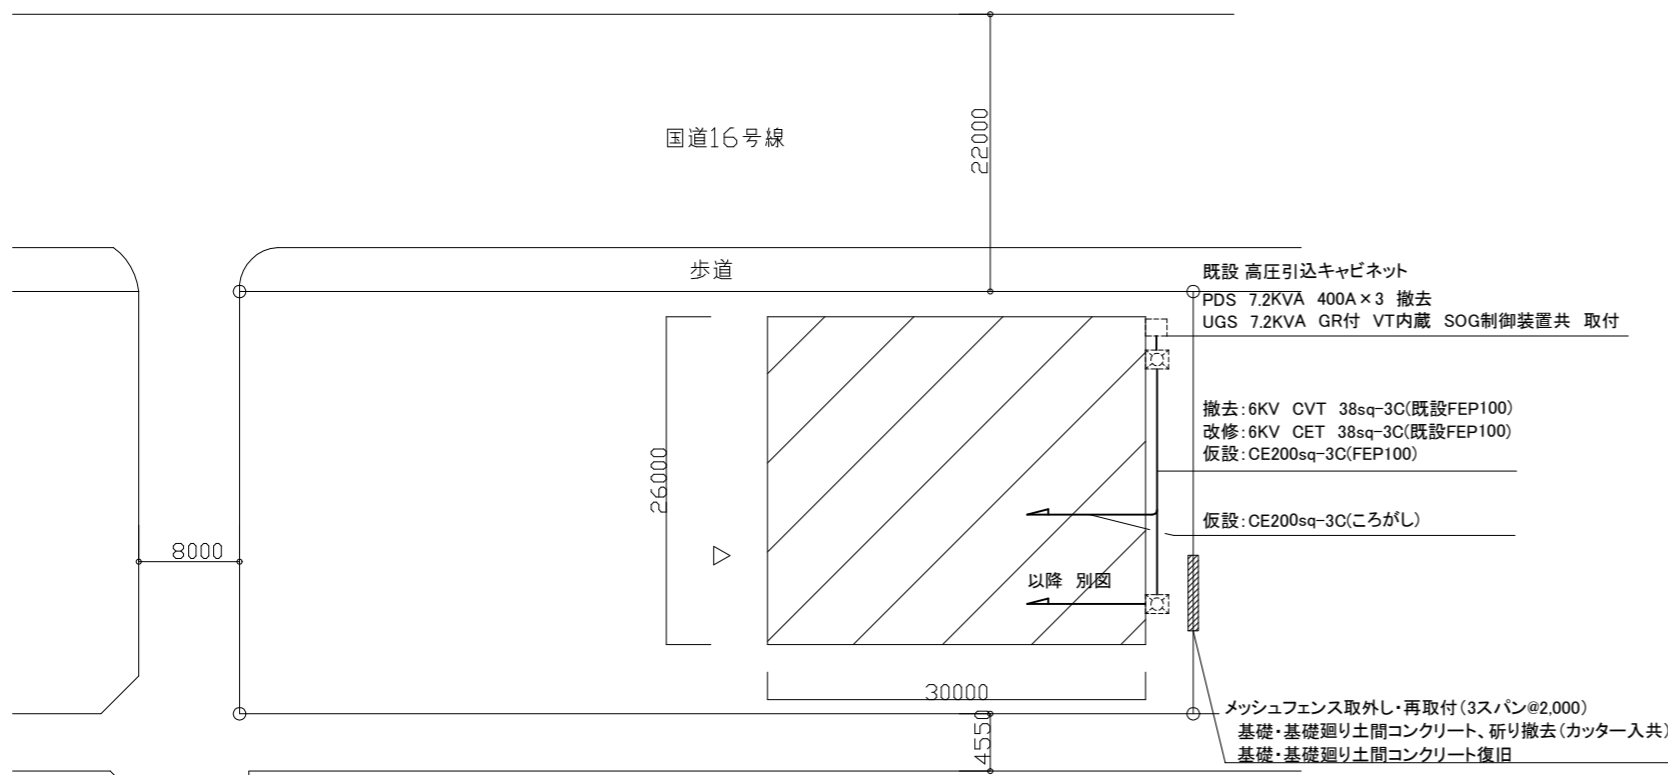 国道16号線
22000
歩道
既設 高圧引込キャビネット
PDS 7.2KVA 400A×3 撤去
UGS 7.2KVA GR付 VT内蔵 SOG制御装置共 取付
撤去:6KV CVT 38sq-3C(既設FEP100)
改修:6KV CET 38sq-3C(既設FEP100)
仮設:CE200sq-3C(FEP100)
26000
仮設:CE200sq-3C(ころがし)
8000
以降 別図
30000
4550
メッシュフェンス取外し・再取付(3スパン@2,000)
基礎・基礎廻り土間コンクリート、斫り撤去(カッター入共)
基礎・基礎廻り土間コンクリート復旧